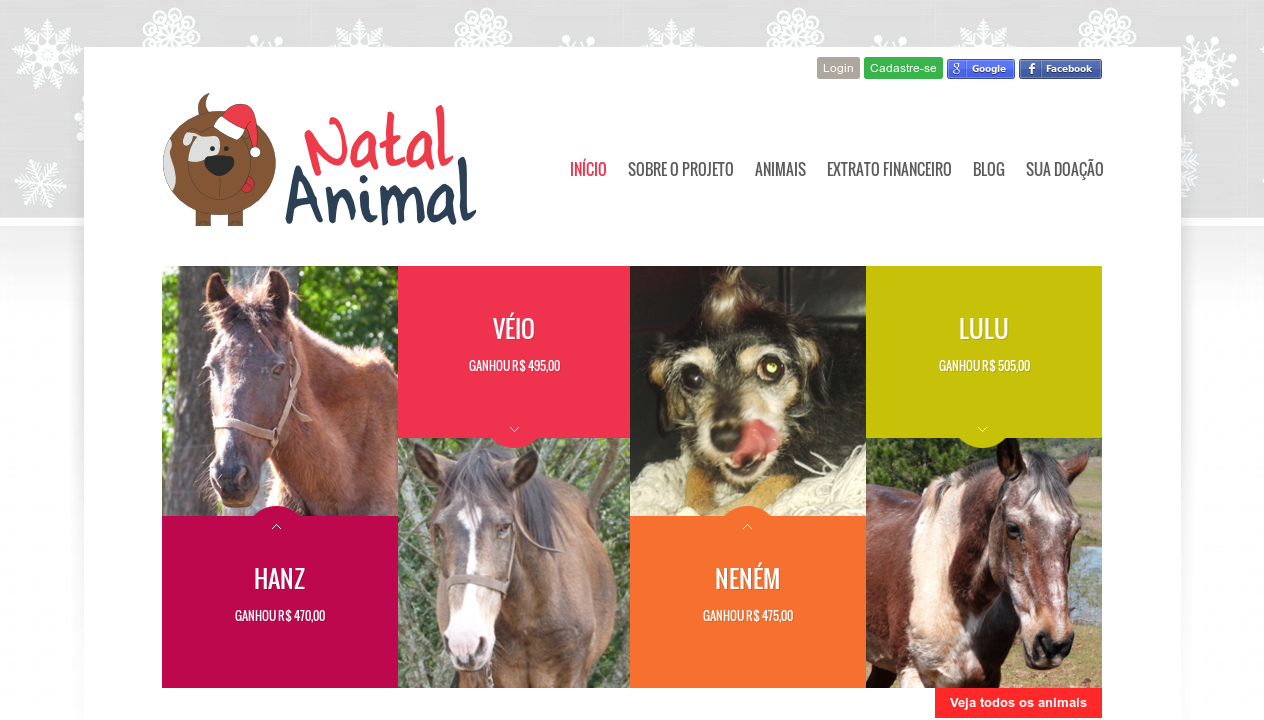 Login
Cadastre-se
Google
Facebook
Natal
Animal
INÍCIO
SOBRE O PROJETO
ANIMAIS
EXTRATO FINANCEIRO
BLOG
SUA DOAÇÃO
VÉIO
GANHOU R$ 495,00
LULU
GANHOU R$ 505,00
HANZ
GANHOU R$ 470,00
NENÉM
GANHOU R$ 475,00
Veja todos os animais